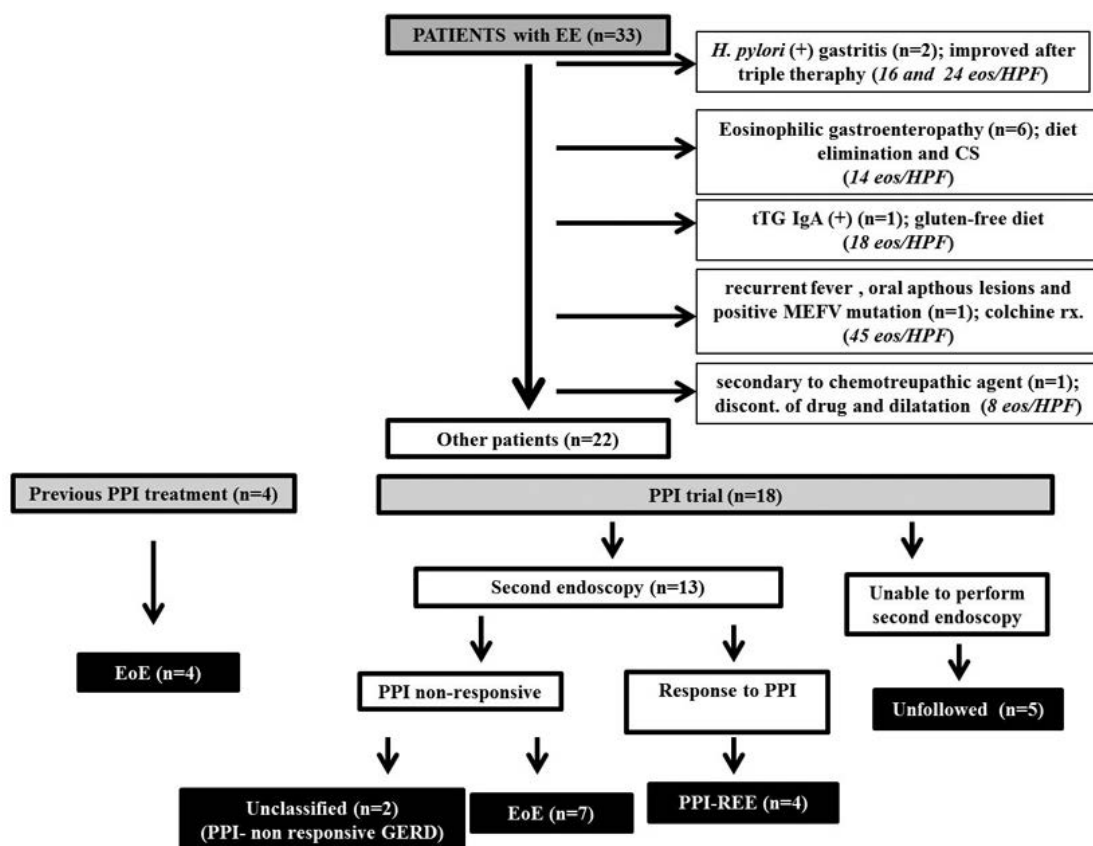 PATIENTS with EE (n=33)
H. pylori (+) gastritis (n=2); improved after
triple theraphy (16 and 24 eos/HPF)
Eosinophilic gastroenteropathy (n=6); diet
elimination and CS
(14 eos/HPF)
tTG IgA (+) (n=1); gluten-free diet
(18 eos/HPF)
recurrent fever , oral apthous lesions and
positive MEFV mutation (n=1); colchine rx.
(45 eos/HPF)
secondary to chemotreupathic agent (n=1);
discont. of drug and dilatation (8 eos/HPF)
Other patients (n=22)
Previous PPI treatment (n=4)
PPI trial (n=18)
Second endoscopy (n=13)
Unable to perform
second endoscopy
EoE (n=4)
PPI non-responsive
Response to PPI
Unfollowed (n=5)
Unclassified (n=2)
(PPI- non responsive GERD)
EoE (n=7)
PPI-REE (n=4)